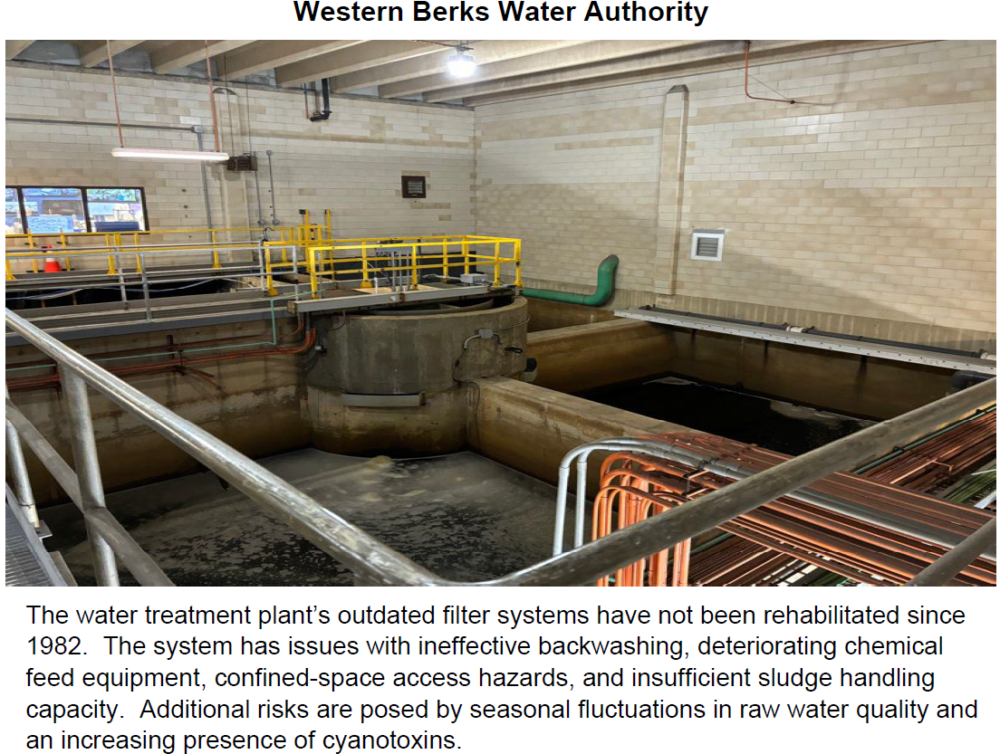 Western Berks Water Authority
The water treatment plant’s outdated filter systems have not been rehabilitated since
1982.  The system has issues with ineffective backwashing, deteriorating chemical
feed equipment, confined-space access hazards, and insufficient sludge handling
capacity.  Additional risks are posed by seasonal fluctuations in raw water quality and
an increasing presence of cyanotoxins.